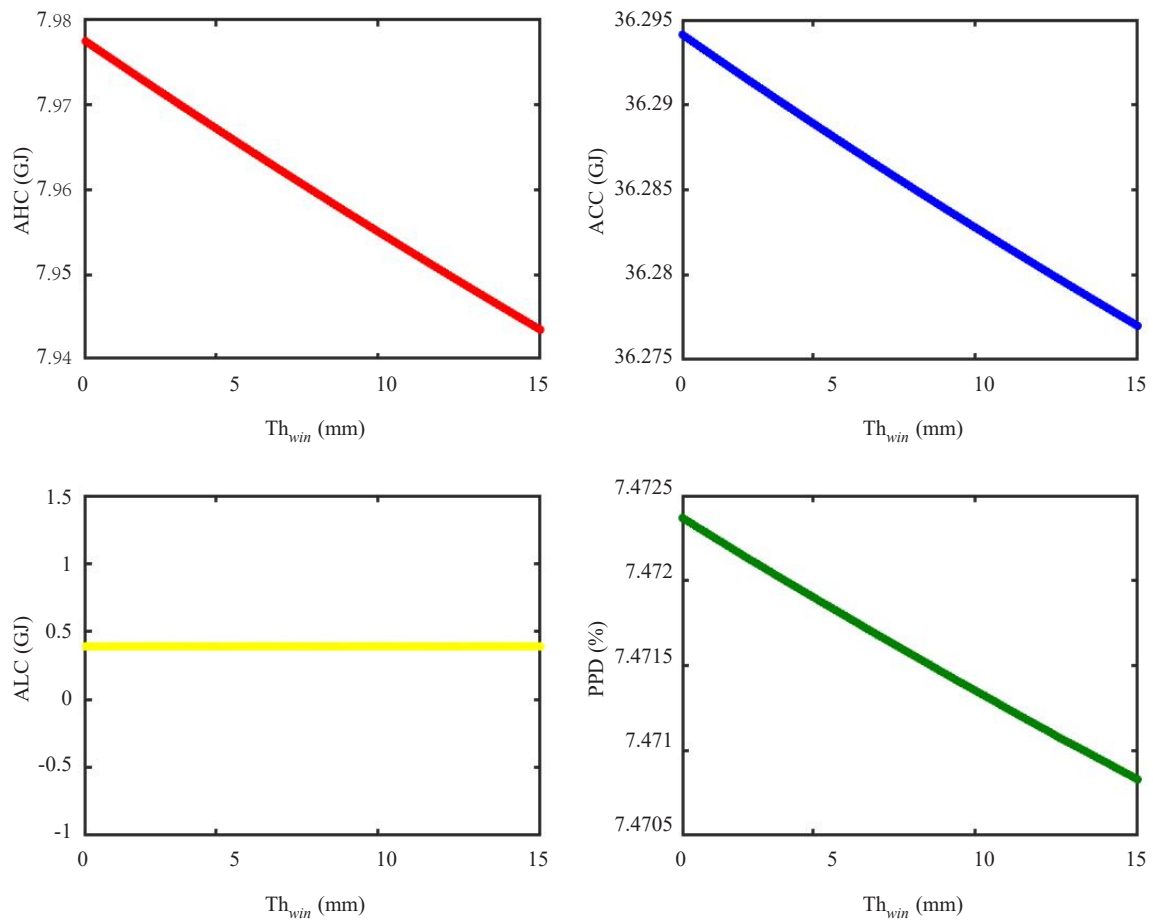 AHC (GJ)
7.98
7.97
7.96
7.95
7.94
0 5 10 15
Th_win (mm)
ACC (GJ)
36.295
36.29
36.285
36.28
36.275
0 5 10 15
Th_win (mm)
ALC (GJ)
1.5
1
0.5
0
-0.5
-1
0 5 10 15
Th_win (mm)
PPD (%)
7.4725
7.472
7.4715
7.471
7.4705
0 5 10 15
Th_win (mm)